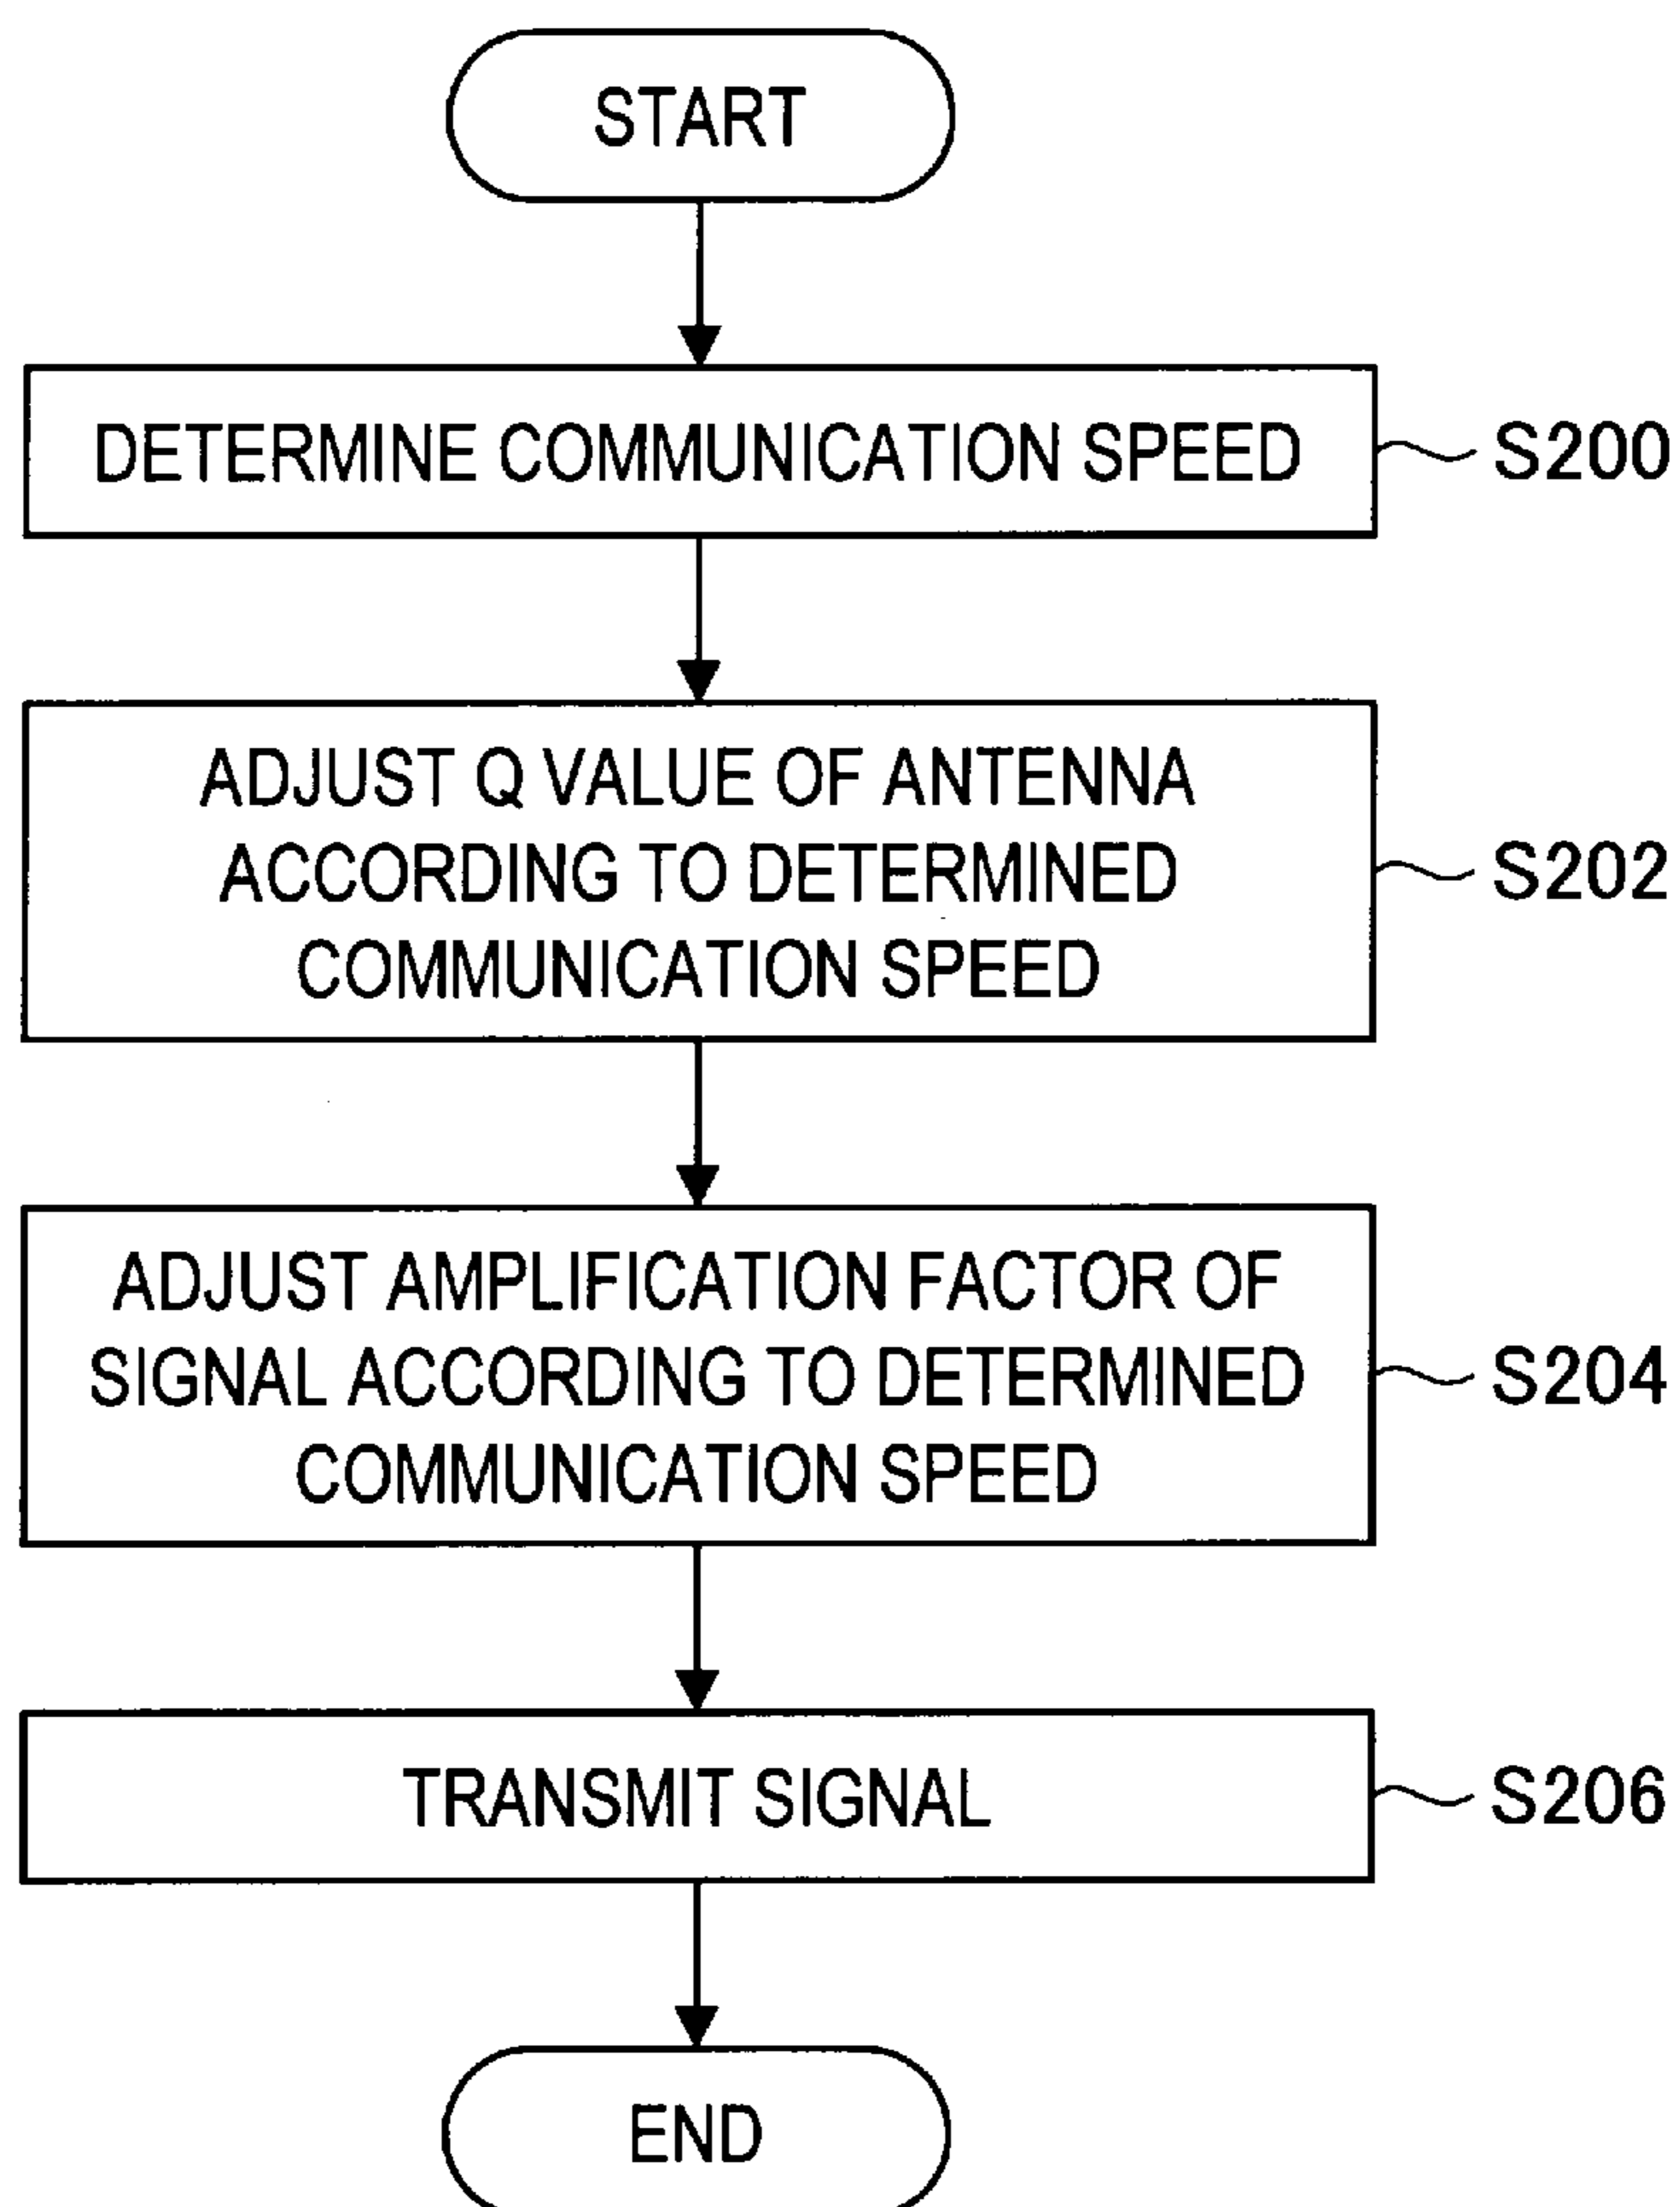 START
DETERMINE COMMUNICATION SPEED
S200
ADJUST Q VALUE OF ANTENNA
ACCORDING TO DETERMINED
COMMUNICATION SPEED
S202
ADJUST AMPLIFICATION FACTOR OF
SIGNAL ACCORDING TO DETERMINED
COMMUNICATION SPEED
S204
TRANSMIT SIGNAL
S206
END